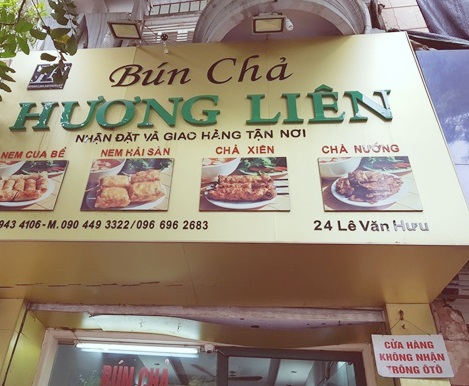 Bún Chả
HƯƠNG LIÊN
NHẬN ĐẶT VÀ GIAO HÀNG TẬN NƠI
NEM CUA BỂ
NEM HẢI SẢN
CHẢ XIÊN
CHẢ NƯỚNG
943 4106 - M. 090 449 3322 / 096 696 2683
24 Lê Văn Hưu
CỬA HÀNG
KHÔNG NHẬN
TRÔNG ÔTÔ
BÚN CHẢ